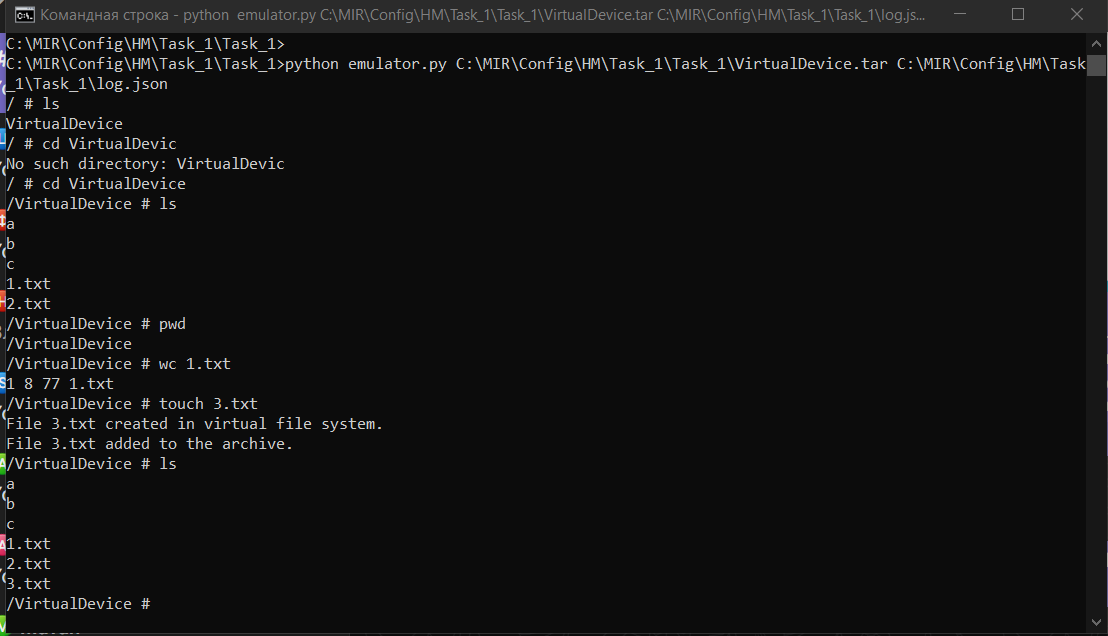 Командная строка - python  emulator.py C:\MIR\Config\HM\Task_1\Task_1\VirtualDevice.tar C:\MIR\Config\HM\Task_1\Task_1\log.js...
C:\MIR\Config\HM\Task_1\Task_1>
C:\MIR\Config\HM\Task_1\Task_1>python emulator.py C:\MIR\Config\HM\Task_1\Task_1\VirtualDevice.tar C:\MIR\Config\HM\Task
_1\Task_1\log.json
/ # ls
VirtualDevice
/ # cd VirtualDevic
No such directory: VirtualDevic
/ # cd VirtualDevice
/VirtualDevice # ls
a
b
c
1.txt
2.txt
/VirtualDevice # pwd
/VirtualDevice
/VirtualDevice # wc 1.txt
1 8 77 1.txt
/VirtualDevice # touch 3.txt
File 3.txt created in virtual file system.
File 3.txt added to the archive.
/VirtualDevice # ls
a
b
c
1.txt
2.txt
3.txt
/VirtualDevice #